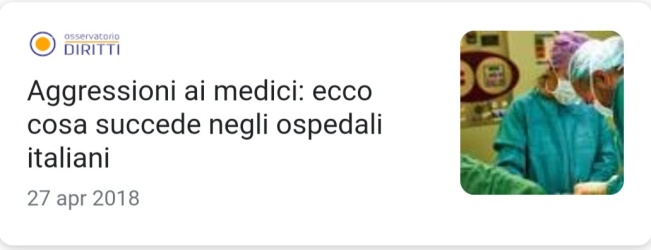 osservatorio
DIRITTI
Aggressioni ai medici: ecco
cosa succede negli ospedali
italiani
27 apr 2018